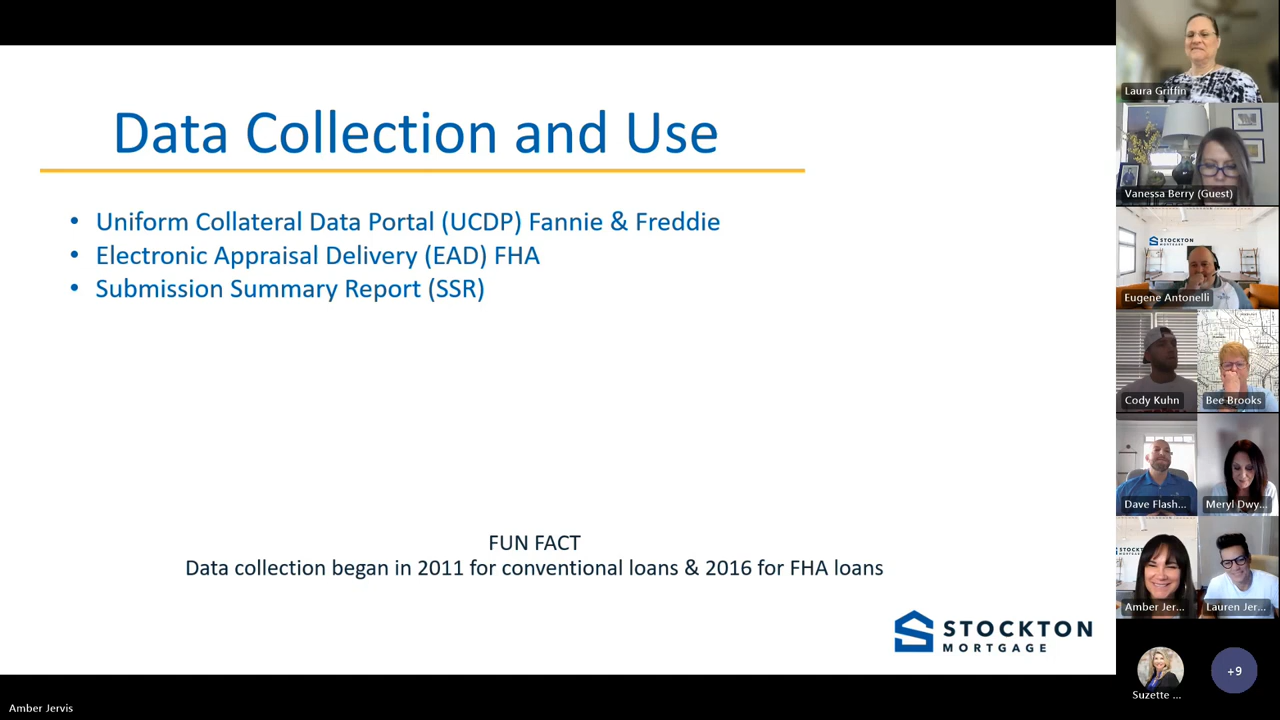 Data Collection and Use
• Uniform Collateral Data Portal (UCDP) Fannie & Freddie
• Electronic Appraisal Delivery (EAD) FHA
• Submission Summary Report (SSR)
FUN FACT
Data collection began in 2011 for conventional loans & 2016 for FHA loans
STOCKTON
MORTGAGE
Amber Jervis
Laura Griffin
Vanessa Berry (Guest)
STOCKTON
MORTGAGE
Eugene Antonelli
Cody Kuhn
Bee Brooks
Dave Flash...
Meryl Dwy...
Amber Jer...
Lauren Jer...
Suzette ...
+9